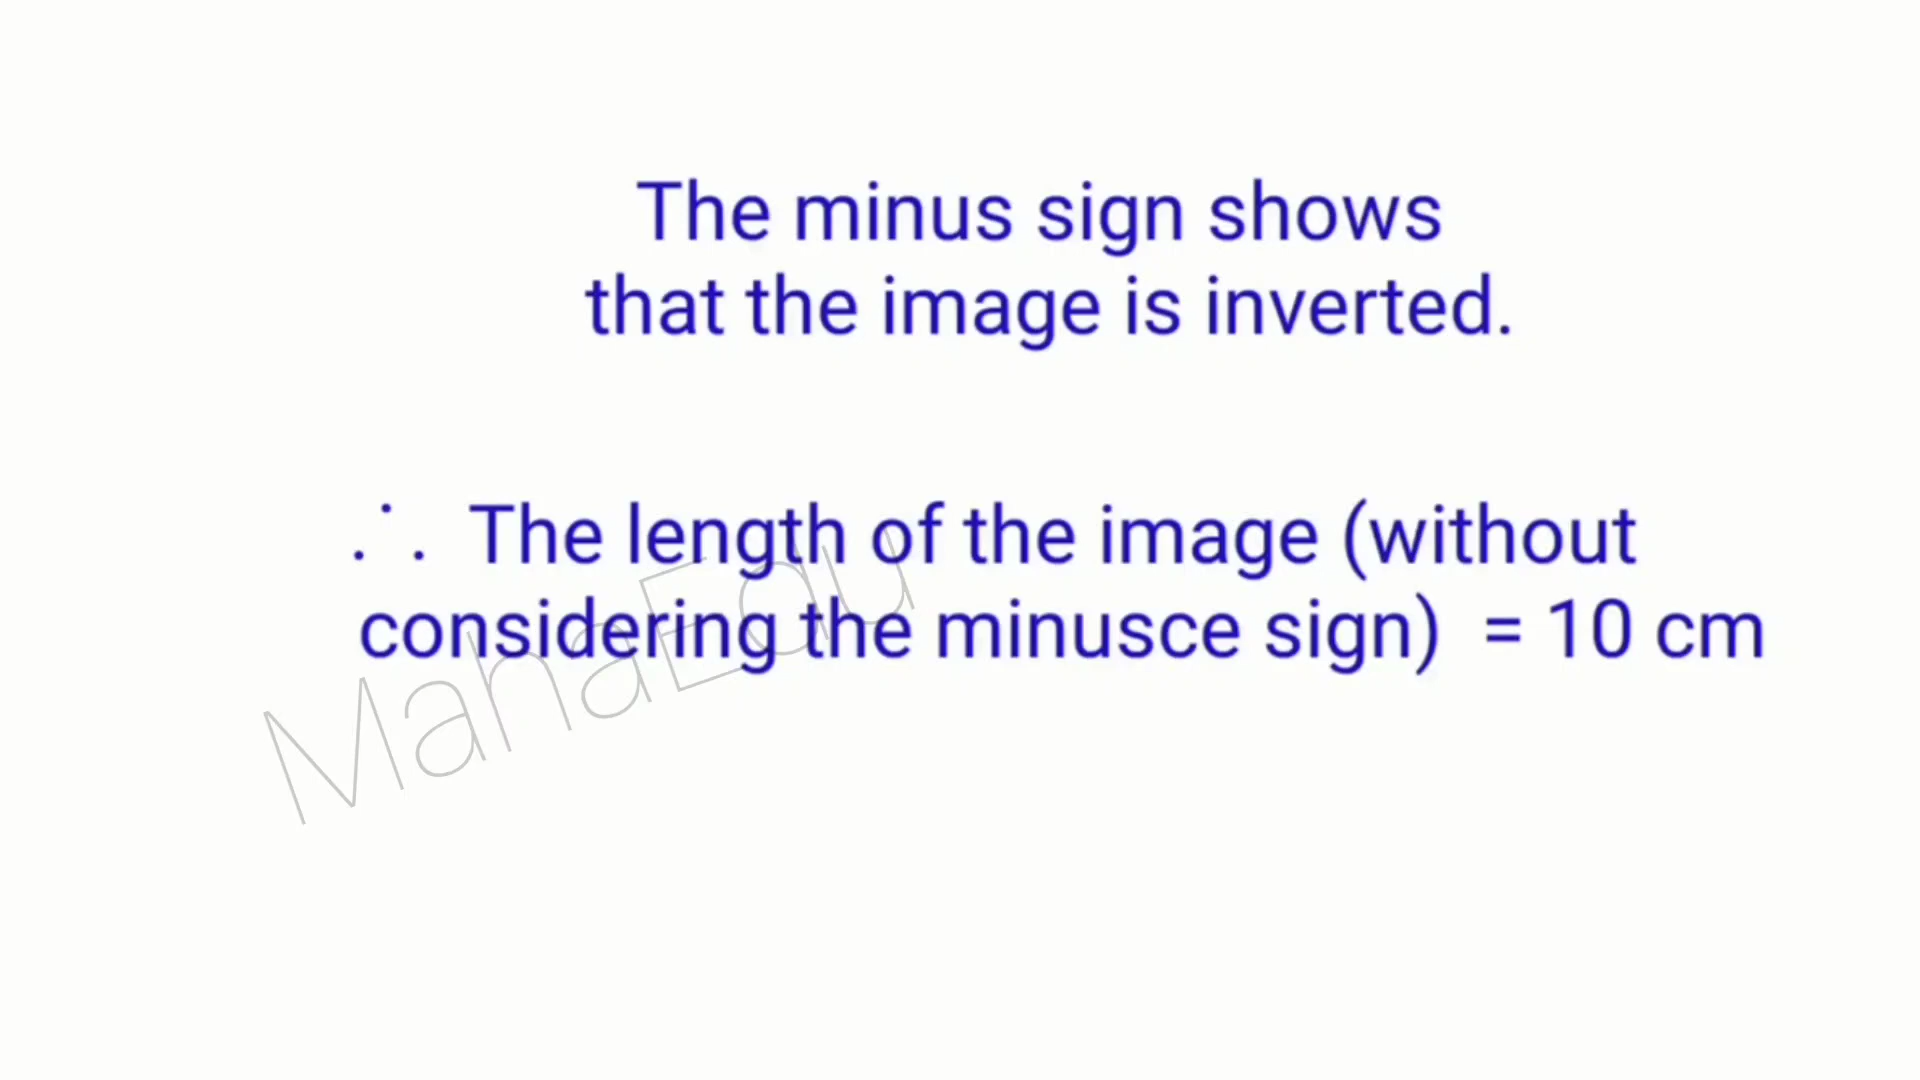 The minus sign shows
that the image is inverted.
∴ The length of the image (without
considering the minusce sign) = 10 cm
MahaEdu